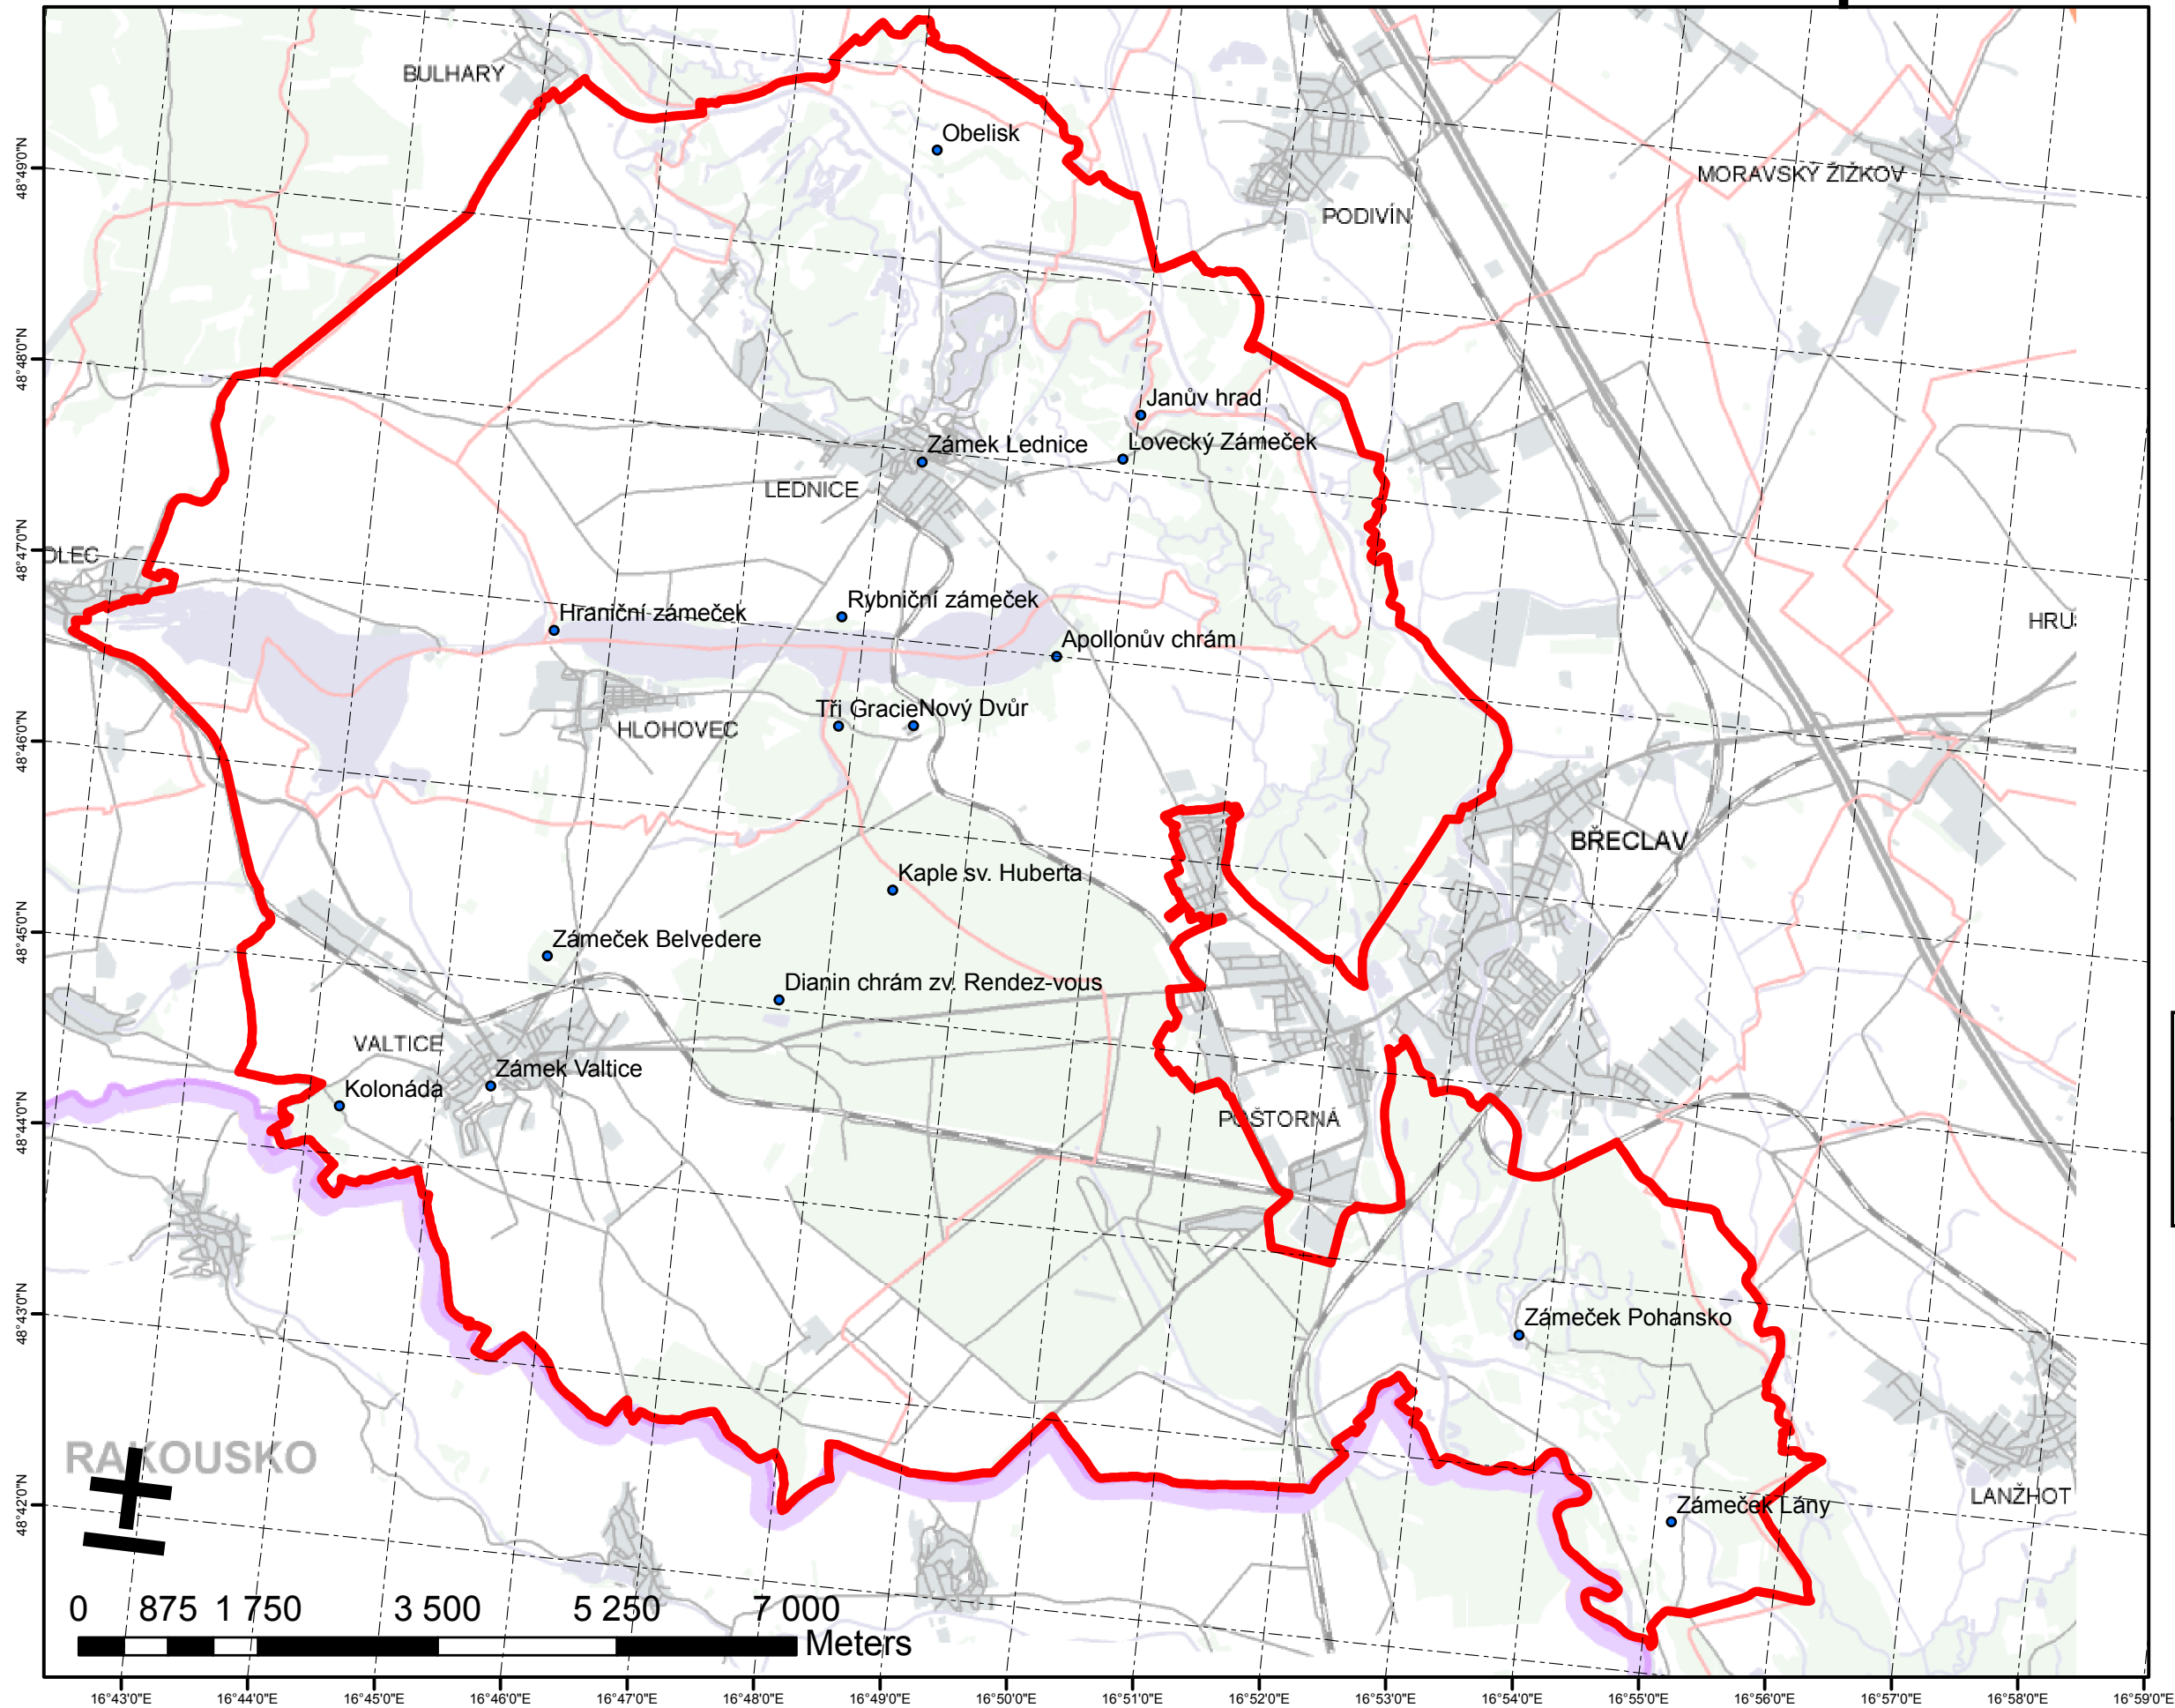 BULHARY
Obelisk
MORAVSKÝ ŽIŽKOV
PODIVÍN
Janův hrad
Zámek Lednice
Lovecký Zámeček
LEDNICE
DLEC
Hraniční zámeček
Rybniční zámeček
HRU
Apollonův chrám
HLOHOVEC
Tři Gracie
Nový Dvůr
BŘECLAV
Kaple sv. Huberta
Zámeček Belvedere
Dianin chrám zv. Rendez-vous
VALTICE
Zámek Valtice
Kolonáda
POŠTORNÁ
Zámeček Pohansko
RAKOUSKO
Zámeček Lány
LANŽHOT
0 875 1 750 3 500 5 250 7 000
Meters
48°49'0"N
48°48'0"N
48°47'0"N
48°46'0"N
48°45'0"N
48°44'0"N
48°43'0"N
48°42'0"N
16°43'0"E 16°44'0"E 16°45'0"E 16°46'0"E 16°47'0"E 16°48'0"E 16°49'0"E 16°50'0"E 16°51'0"E 16°52'0"E 16°53'0"E 16°54'0"E 16°55'0"E 16°56'0"E 16°57'0"E 16°58'0"E 16°59'0"E